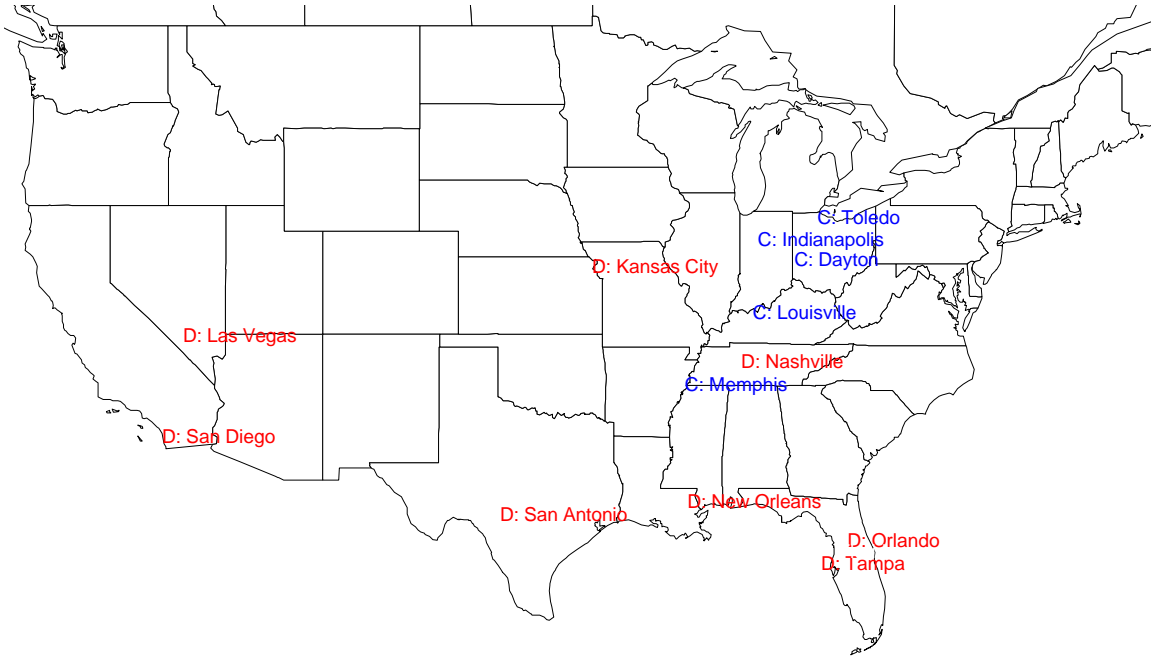 C: Toledo
C: Indianapolis
C: Dayton
D: Kansas City
C: Louisville
D: Las Vegas
D: Nashville
C: Memphis
D: San Diego
D: New Orleans
D: San Antonio
D: Orlando
D: Tampa